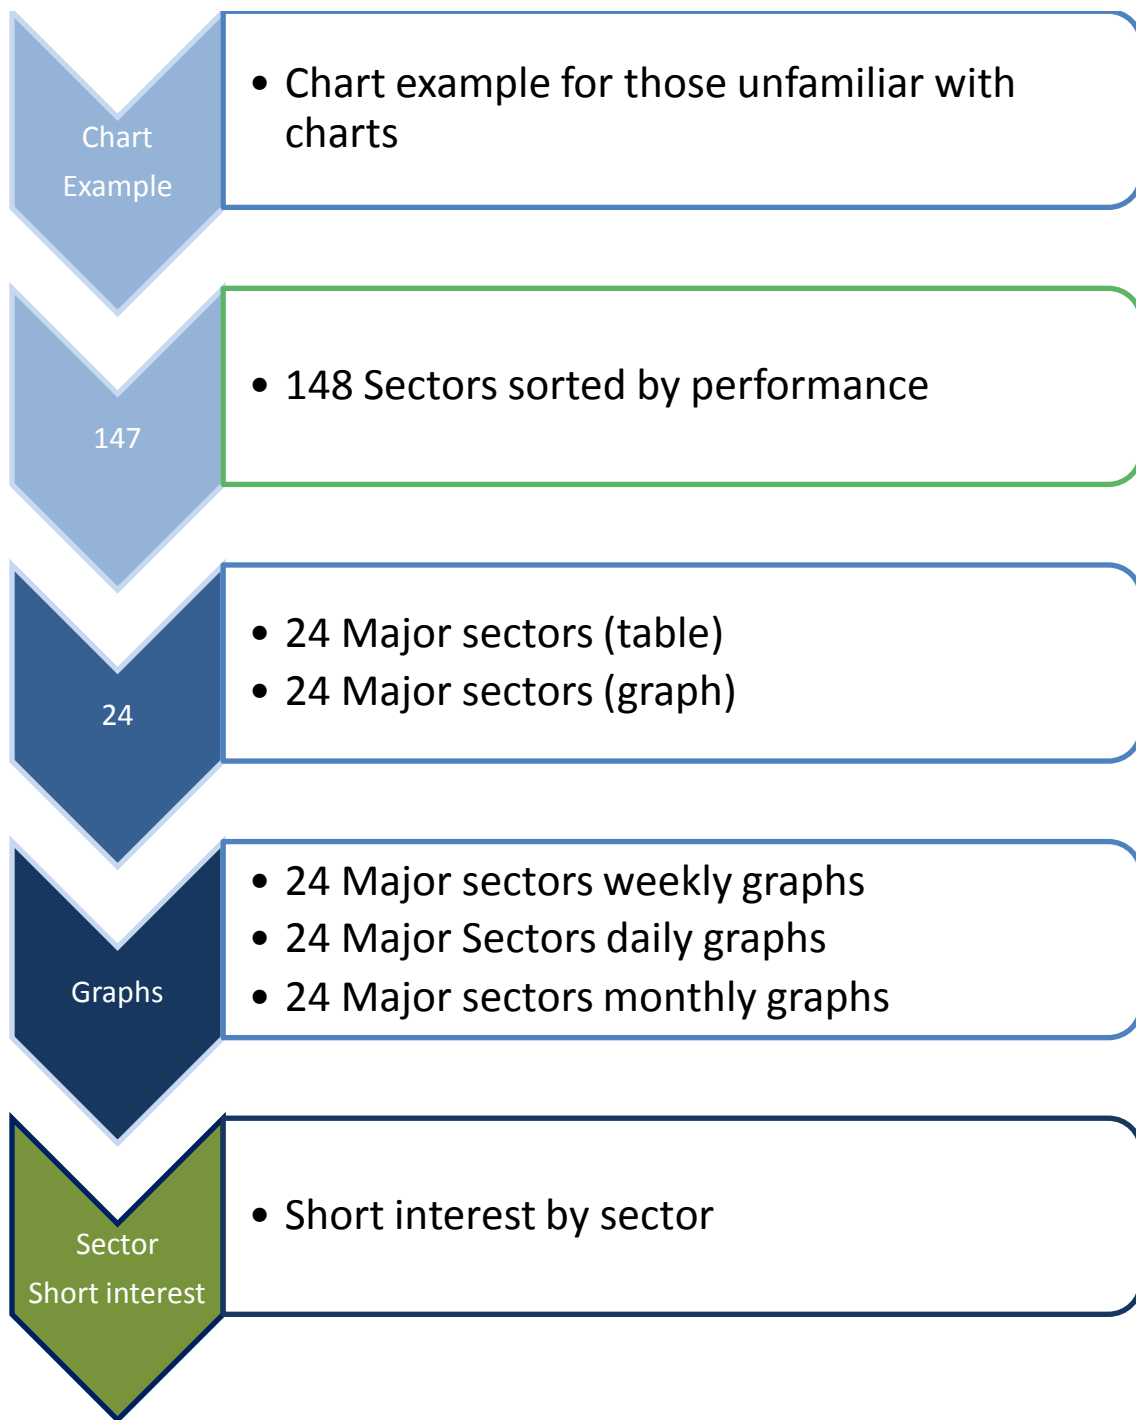 Chart
Example
• Chart example for those unfamiliar with
charts
147
• 148 Sectors sorted by performance
24
• 24 Major sectors (table)
• 24 Major sectors (graph)
Graphs
• 24 Major sectors weekly graphs
• 24 Major Sectors daily graphs
• 24 Major sectors monthly graphs
Sector
Short interest
• Short interest by sector